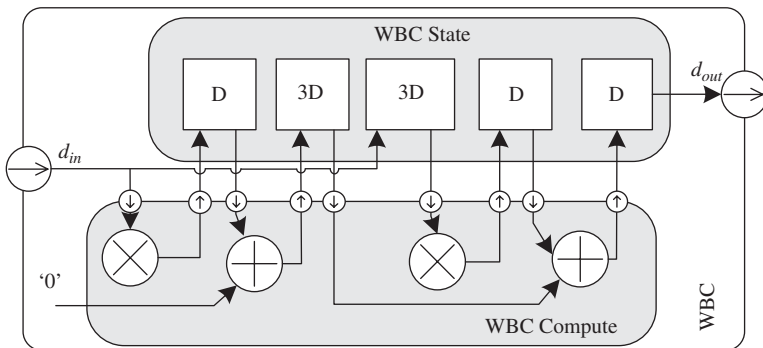 WBC State
D
3D
3D
D
D
d_out
d_in
‘0’
WBC Compute
WBC